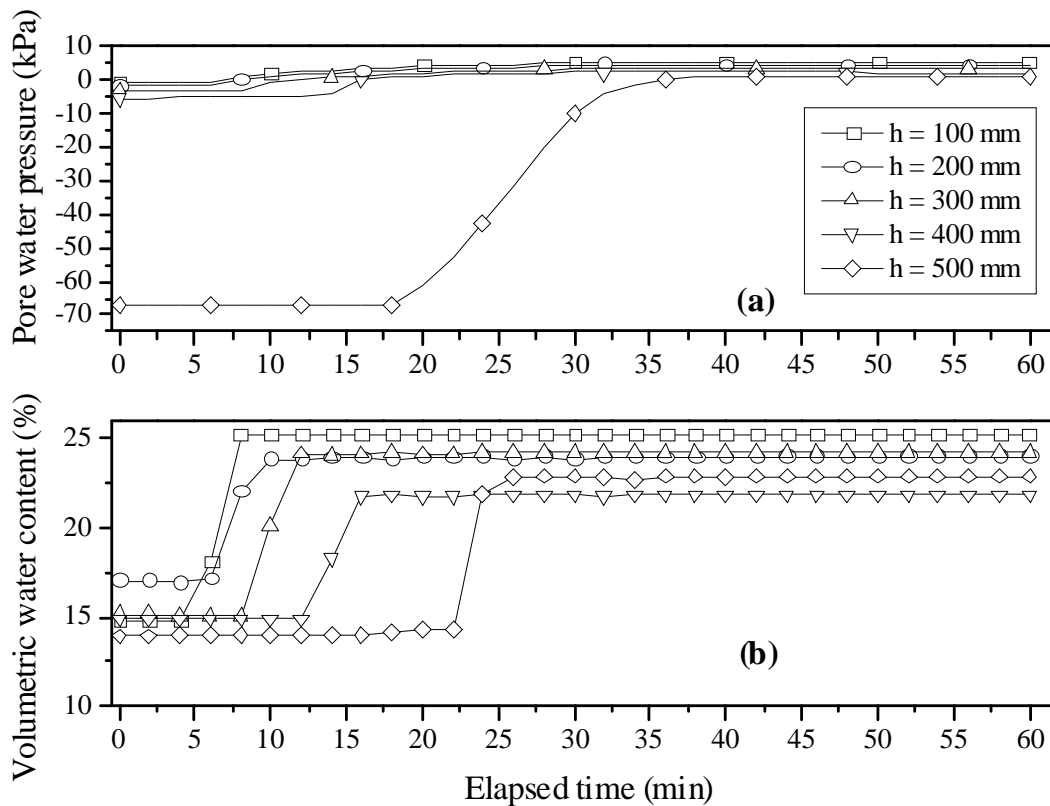 Pore water pressure (kPa)
10
0
-10
-20
-30
-40
-50
-60
-70
h = 100 mm
h = 200 mm
h = 300 mm
h = 400 mm
h = 500 mm
(a)
0 5 10 15 20 25 30 35 40 45 50 55 60
Volumetric water content (%)
25
20
15
10
(b)
0 5 10 15 20 25 30 35 40 45 50 55 60
Elapsed time (min)